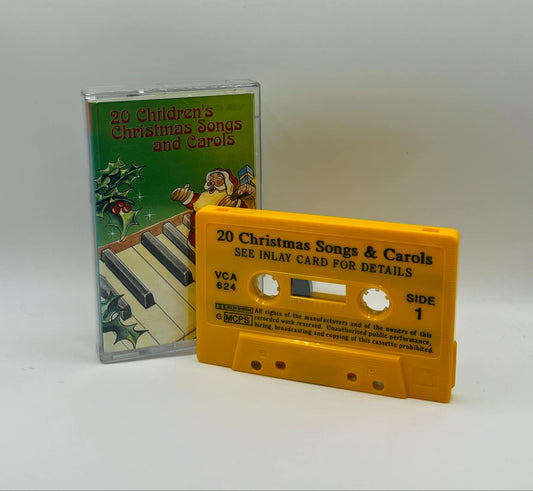 20 Children's
Christmas Songs
and Carols
20 Christmas Songs & Carols
SEE INLAY CARD FOR DETAILS
VCA
624
SIDE
1
DOLBY SYSTEM
G MCPS
All rights of the manufacturers and of the owners of this
recorded work reserved. Unauthorised public performance,
hiring, broadcasting and copying of this cassette prohibited.